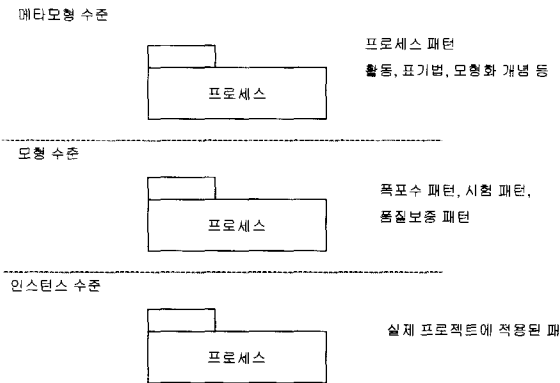 메타모형 수준
프로세스 패턴
활동, 표기법, 모형화 개념 등
프로세스
모형 수준
폭포수 패턴, 시험 패턴,
품질보증 패턴
프로세스
인스턴스 수준
실제 프로젝트에 적용된 패
프로세스